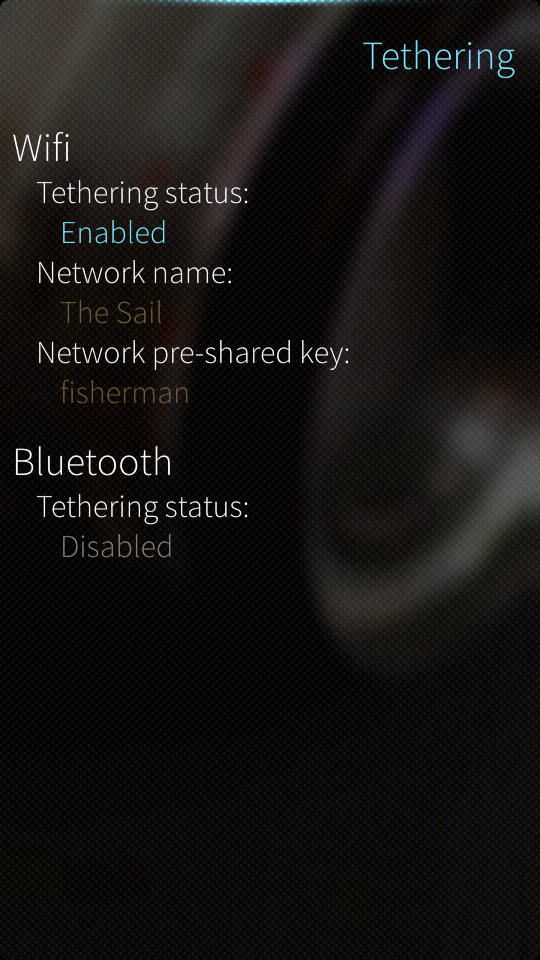 Tethering
Wifi
Tethering status:
Enabled
Network name:
The Sail
Network pre-shared key:
fisherman
Bluetooth
Tethering status:
Disabled